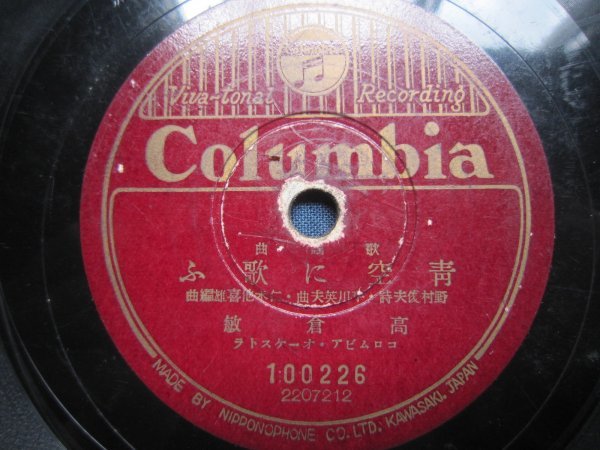 Viva-tonal Recording
Columbia
歌謡曲
靑空に歌ふ
野村俊夫詩・川英夫曲・仁木他喜雄編曲
高倉敏
コロムビア・オーケストラ
100226
2207212
MADE BY NIPPONOPHONE CO. LTD. KAWASAKI, JAPAN